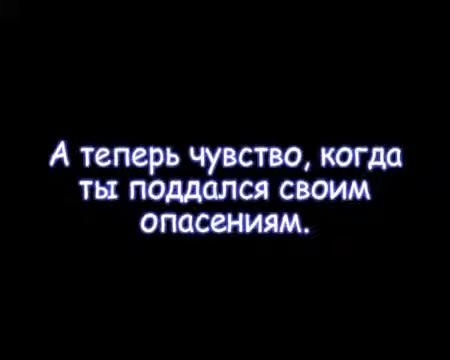 А теперь чувство, когда
ты поддался своим
опасениям.